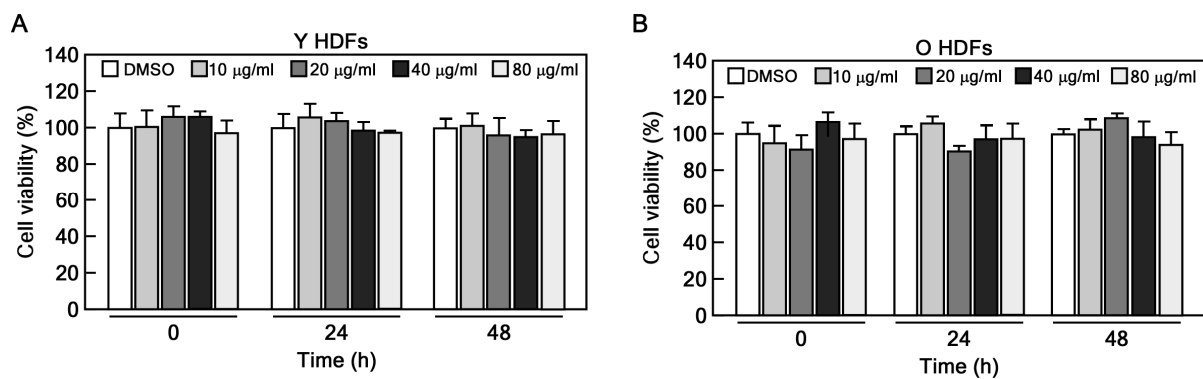 A
Y HDFs
DMSO 10 μg/ml 20 μg/ml 40 μg/ml 80 μg/ml
Cell viability (%)
140
120
100
80
60
40
20
0
0 24 48
Time (h)
B
O HDFs
DMSO 10 μg/ml 20 μg/ml 40 μg/ml 80 μg/ml
Cell viability (%)
140
120
100
80
60
40
20
0
0 24 48
Time (h)